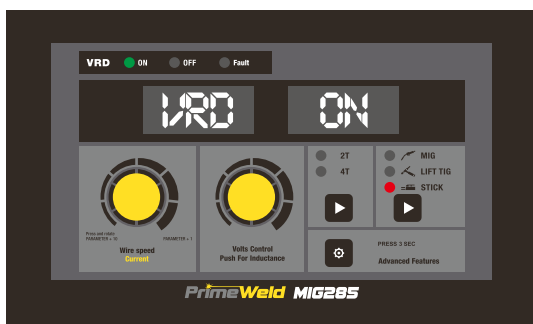 VRD ON OFF Fault
VRD ON
2T
4T
MIG
LIFT TIG
STICK
Press and rotate
PARAMETER × 10 PARAMETER × 1
Wire speed
Current
Volts Control
Push For Inductance
PRESS 3 SEC
Advanced Features
PrimeWeld MIG285